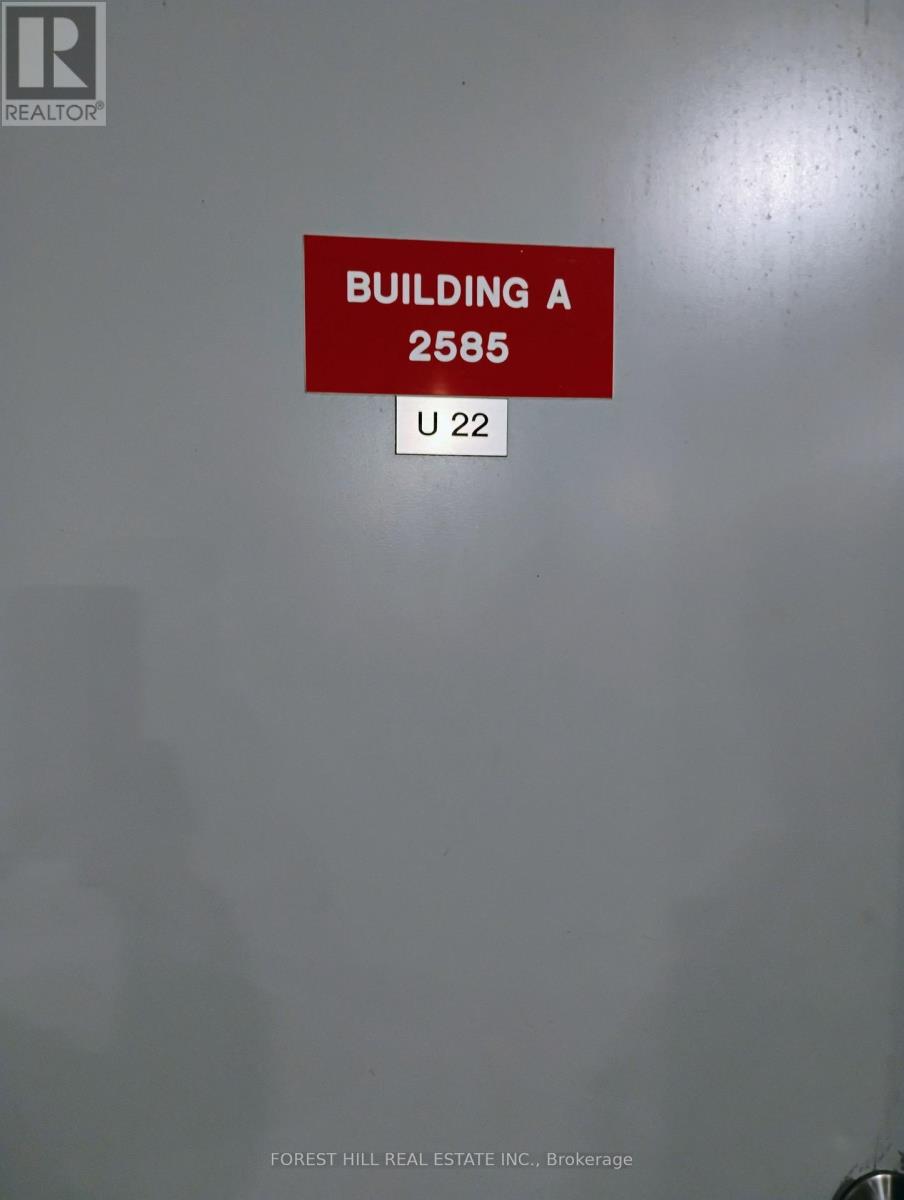 REALTOR®
BUILDING A
2585
U 22
FOREST HILL REAL ESTATE INC., Brokerage